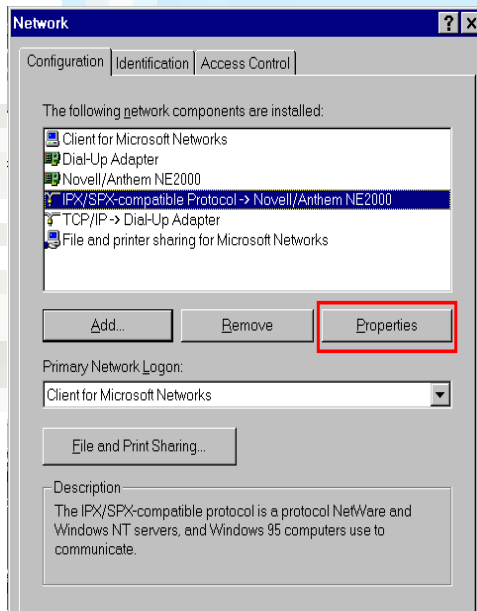 Network
? X
Configuration Identification Access Control
The following network components are installed:
Client for Microsoft Networks
Dial-Up Adapter
Novell/Anthem NE2000
IPX/SPX-compatible Protocol -> Novell/Anthem NE2000
TCP/IP -> Dial-Up Adapter
File and printer sharing for Microsoft Networks
Add... Remove Properties
Primary Network Logon:
Client for Microsoft Networks
File and Print Sharing...
Description
The IPX/SPX-compatible protocol is a protocol NetWare and
Windows NT servers, and Windows 95 computers use to
communicate.